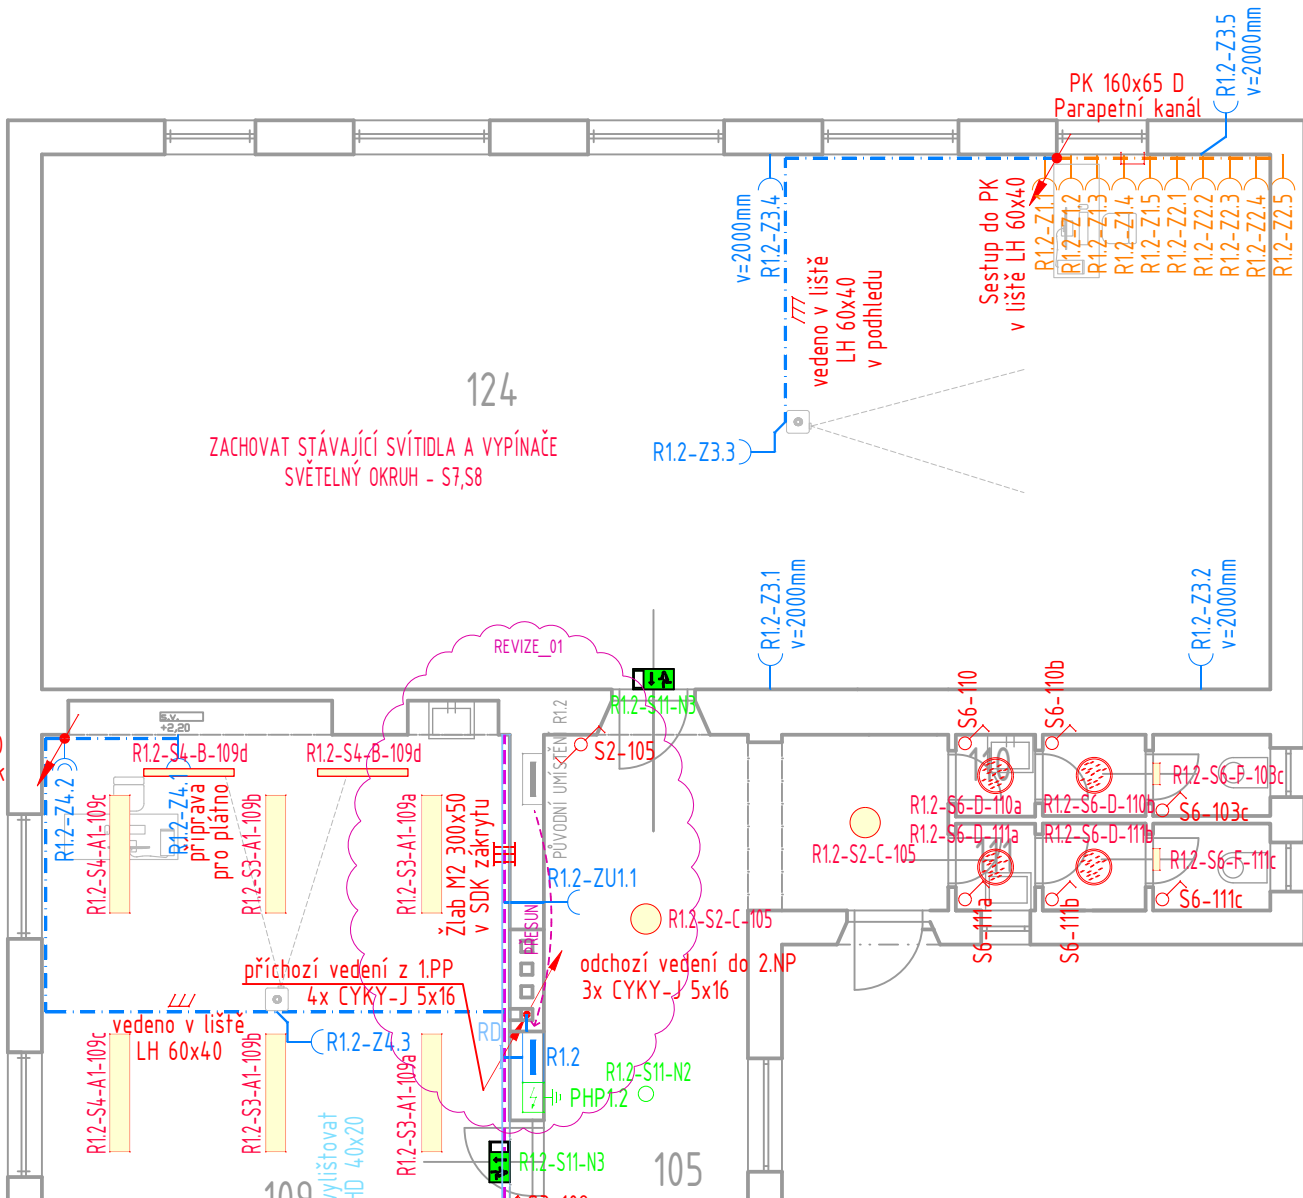 R1.2-Z3.5
v=2000mm
PK 160x65 D
Parapetní kanál
v=2000mm
R1.2-Z3.4
vedeno v liště
LH 60x40
v podhledu
Sestup do PK
v liště LH 60x40
R1.2-Z1.1
R1.2-Z1.2
R1.2-Z1.3
R1.2-Z1.4
R1.2-Z1.5
R1.2-Z2.1
R1.2-Z2.2
R1.2-Z2.3
R1.2-Z2.4
R1.2-Z2.5
124
ZACHOVAT STÁVAJÍCÍ SVÍTIDLA A VYPÍNAČE
SVĚTELNÝ OKRUH - S7,S8
R1.2-Z3.3
R1.2-Z3.1
v=2000mm
R1.2-Z3.2
v=2000mm
REVIZE_01
R1.2-S11-N3
S2-105
PŮVODNÍ UMÍSTĚNÍ R1.2
S6-110
S6-110b
s.v.
+2,20
R1.2-S4-B-109d
R1.2-S4-B-109d
R1.2-Z4.2
R1.2-Z4.1
příprava
pro plátno
R1.2-S4-A1-109c
R1.2-S3-A1-109b
R1.2-S3-A1-109a
Žlab M2 300x50
v SDK zákrytu
110
R1.2-S6-F-103c
R1.2-S6-D-110a
R1.2-S6-D-110b
S6-103c
R1.2-S6-D-111a
R1.2-S6-D-111b
111
R1.2-S2-C-105
R1.2-S6-F-111c
S6-111c
S6-111a
S6-111b
R1.2-ZU1.1
PŘESUN
R1.2-S2-C-105
příchozí vedení z 1.PP
4x CYKY-J 5x16
odchozí vedení do 2.NP
3x CYKY-J 5x16
vedeno v liště
LH 60x40
R1.2-Z4.3
RD
R1.2
R1.2-S4-A1-109c
R1.2-S3-A1-109b
R1.2-S3-A1-109a
R1.2-S11-N2
PHP1.2
R1.2-S11-N3
105
109
vylištovat
HD 40x20